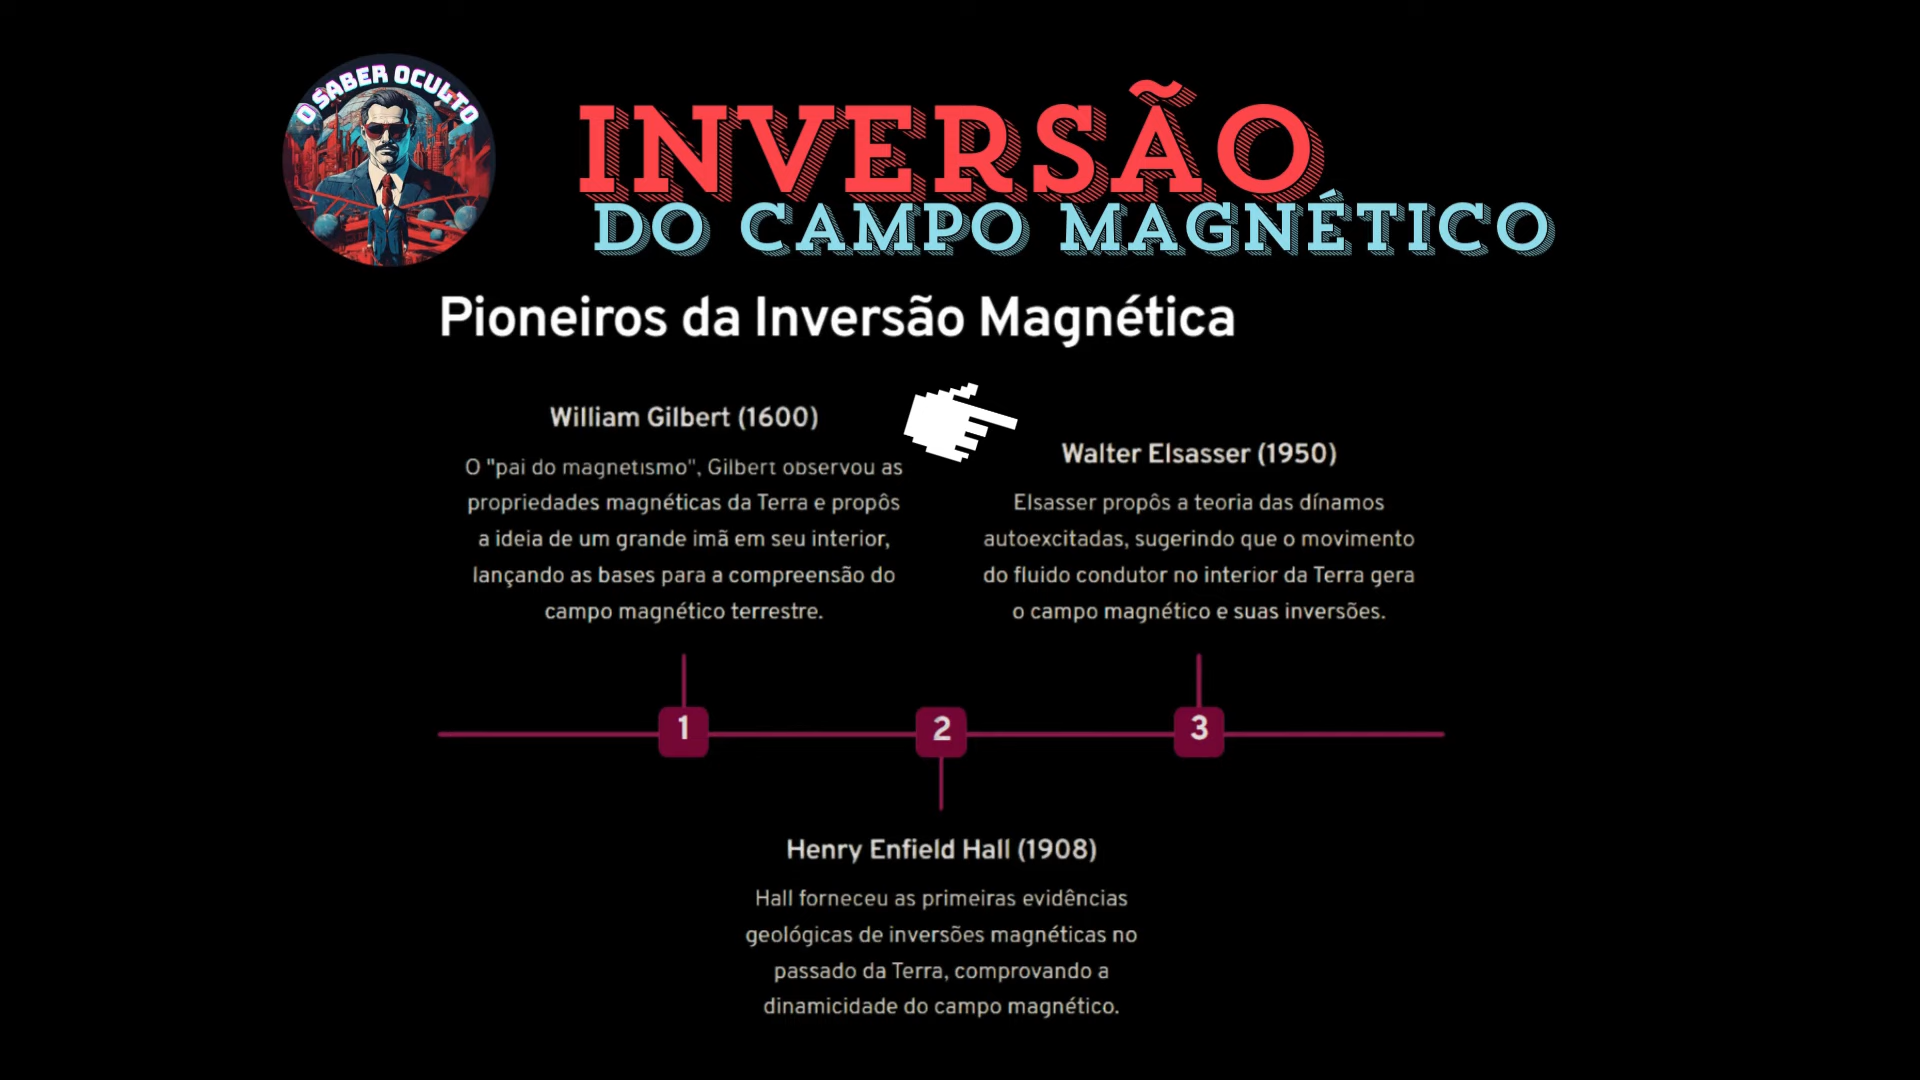 O SABER OCULTO
INVERSÃO
DO CAMPO MAGNÉTICO
Pioneiros da Inversão Magnética
William Gilbert (1600)
O "pai do magnetismo", Gilbert observou as
propriedades magnéticas da Terra e propôs
a ideia de um grande imã em seu interior,
lançando as bases para a compreensão do
campo magnético terrestre.
Walter Elsasser (1950)
Elsasser propôs a teoria das dínamos
autoexcitadas, sugerindo que o movimento
do fluido condutor no interior da Terra gera
o campo magnético e suas inversões.
1
2
3
Henry Enfield Hall (1908)
Hall forneceu as primeiras evidências
geológicas de inversões magnéticas no
passado da Terra, comprovando a
dinamicidade do campo magnético.